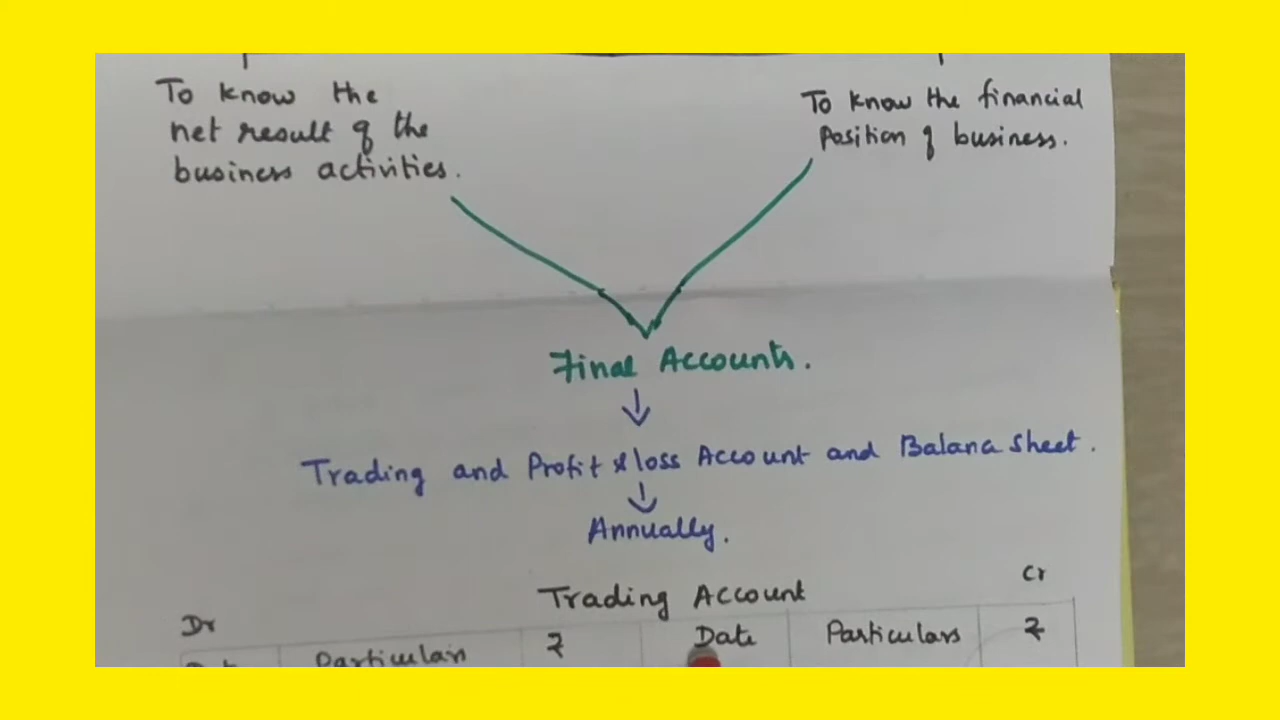 To know the
net result of the
business activities.
To know the financial
Position of business.
Final Accounts.
Trading and Profit & loss Account and Balana sheet.
Annually.
Trading Account
Dr
Cr
Particulars ₹ Date Particulars ₹